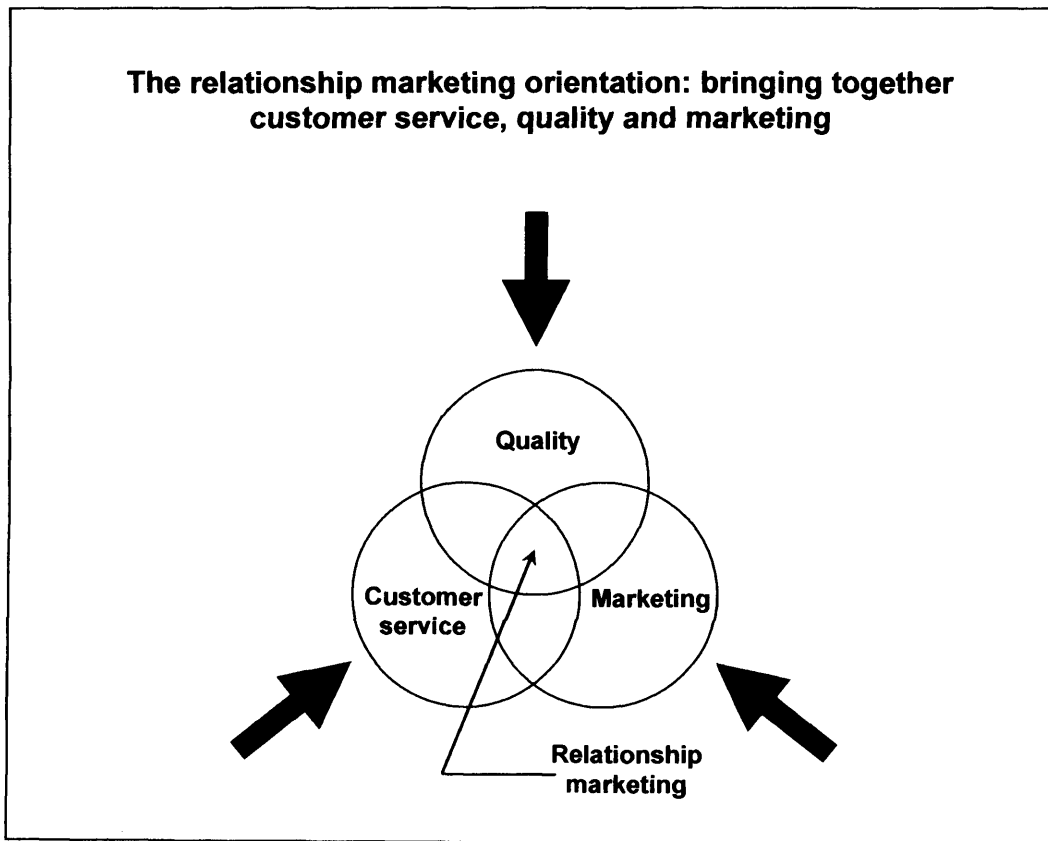 The relationship marketing orientation: bringing together
customer service, quality and marketing
Quality
Customer
service
Marketing
Relationship
marketing